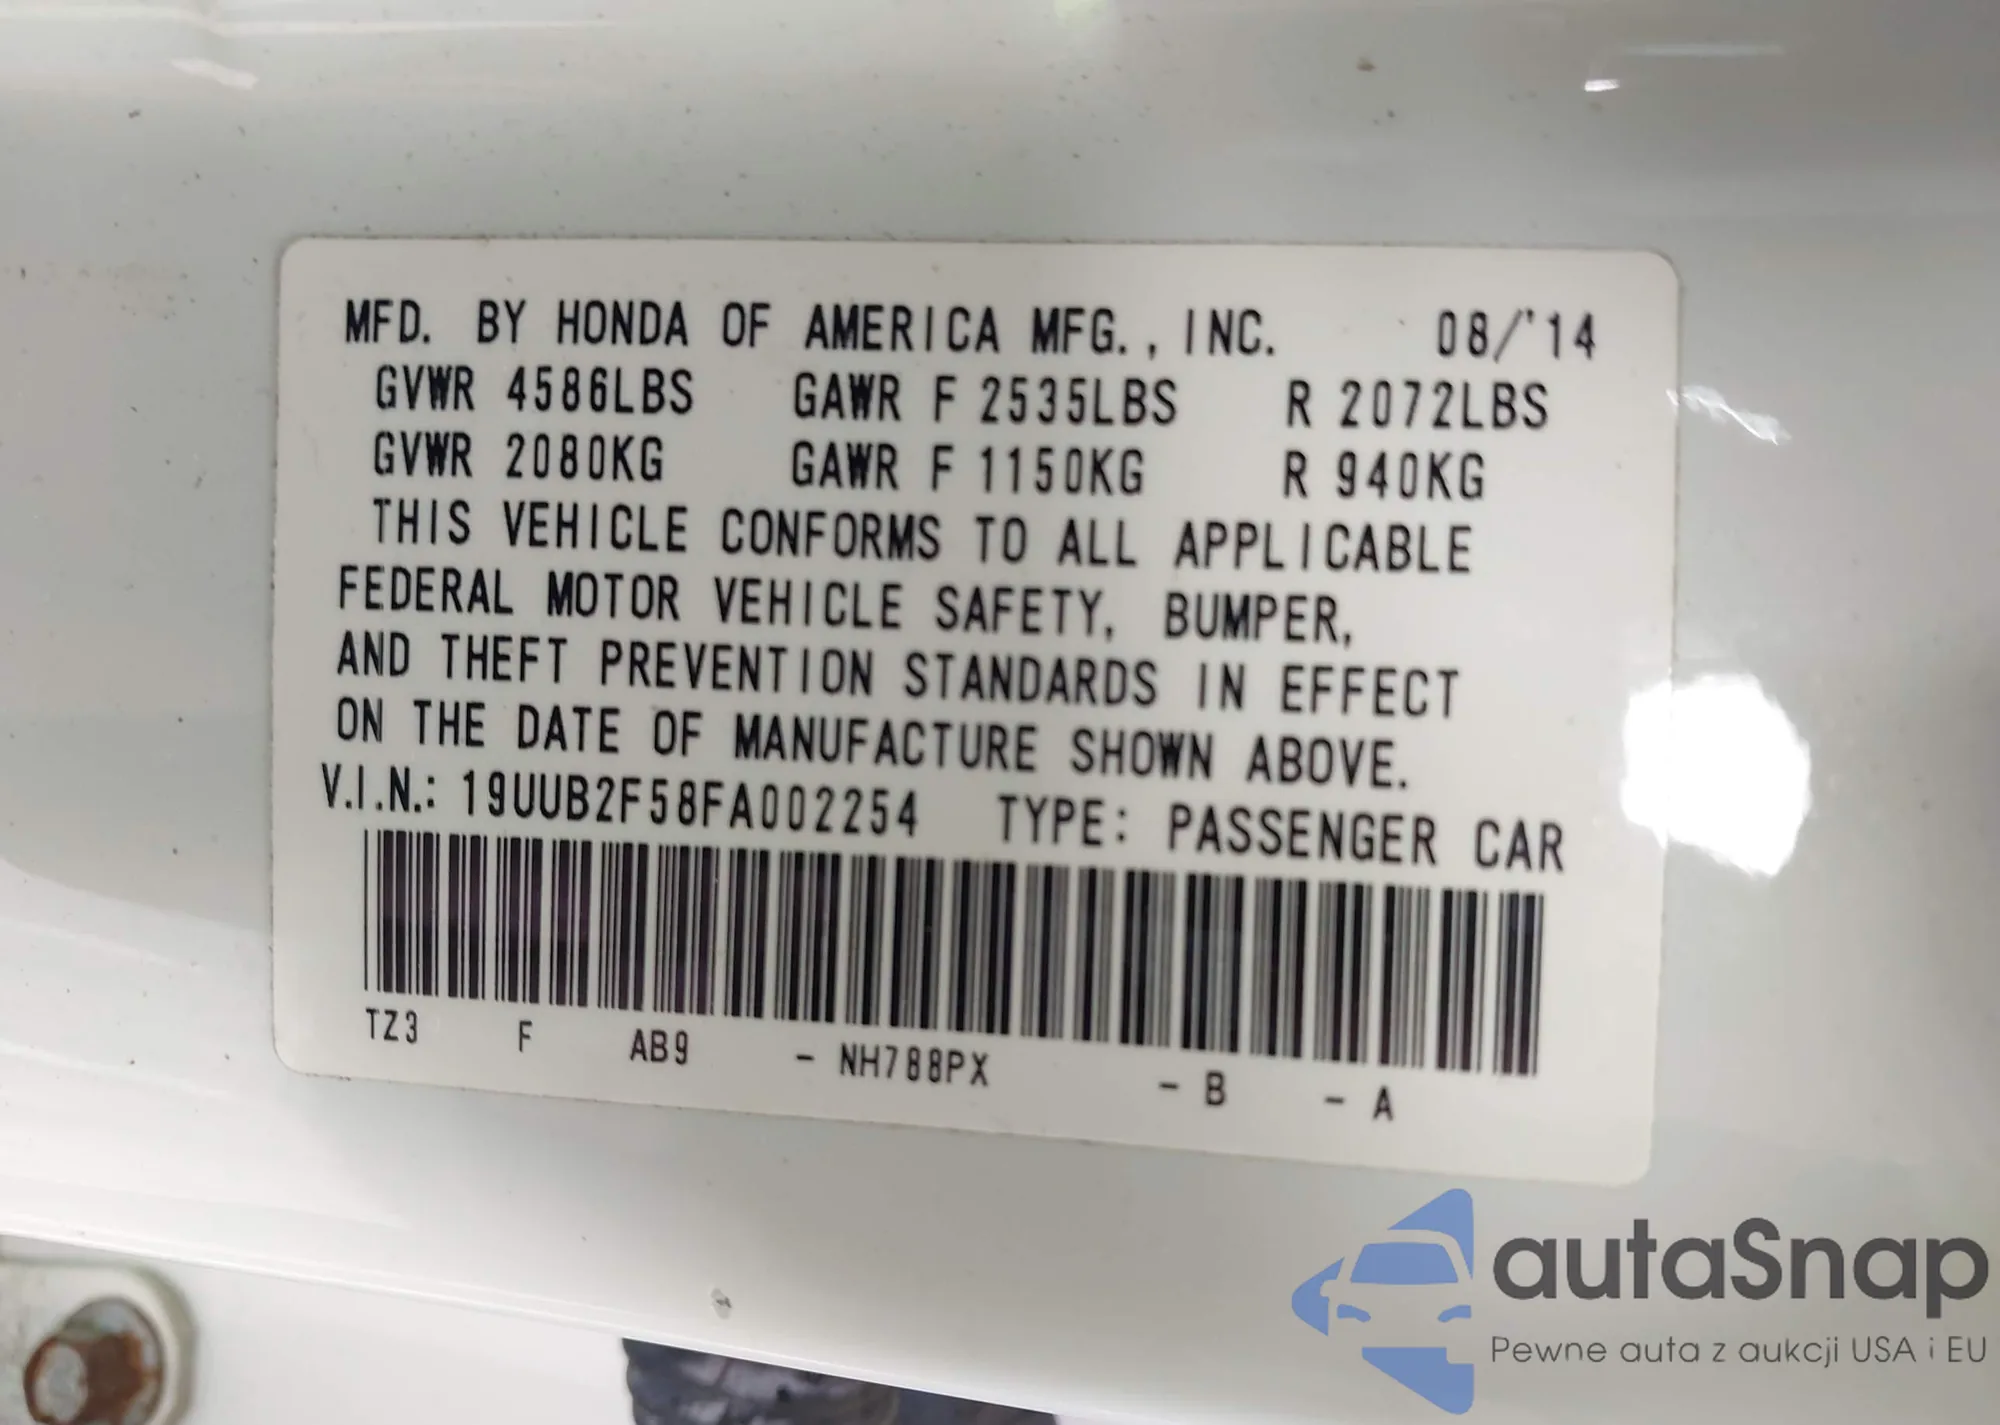 MFD. BY HONDA OF AMERICA MFG., INC. 08/'14
GVWR 4586LBS GAWR F 2535LBS R 2072LBS
GVWR 2080KG GAWR F 1150KG R 940KG
THIS VEHICLE CONFORMS TO ALL APPLICABLE
FEDERAL MOTOR VEHICLE SAFETY, BUMPER,
AND THEFT PREVENTION STANDARDS IN EFFECT
ON THE DATE OF MANUFACTURE SHOWN ABOVE.
V.I.N.: 19UUB2F58FA002254 TYPE: PASSENGER CAR
TZ3 F AB9 - NH788PX - B - A
autaSnap
Pewne auta z aukcji USA i EU